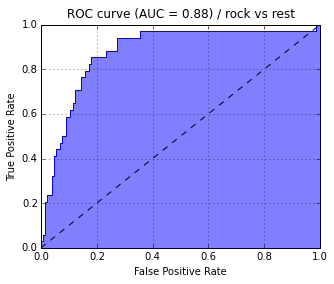 ROC curve (AUC = 0.88) / rock vs rest
1.0
0.8
0.6
0.4
0.2
0.0
True Positive Rate
0.0 0.2 0.4 0.6 0.8 1.0
False Positive Rate